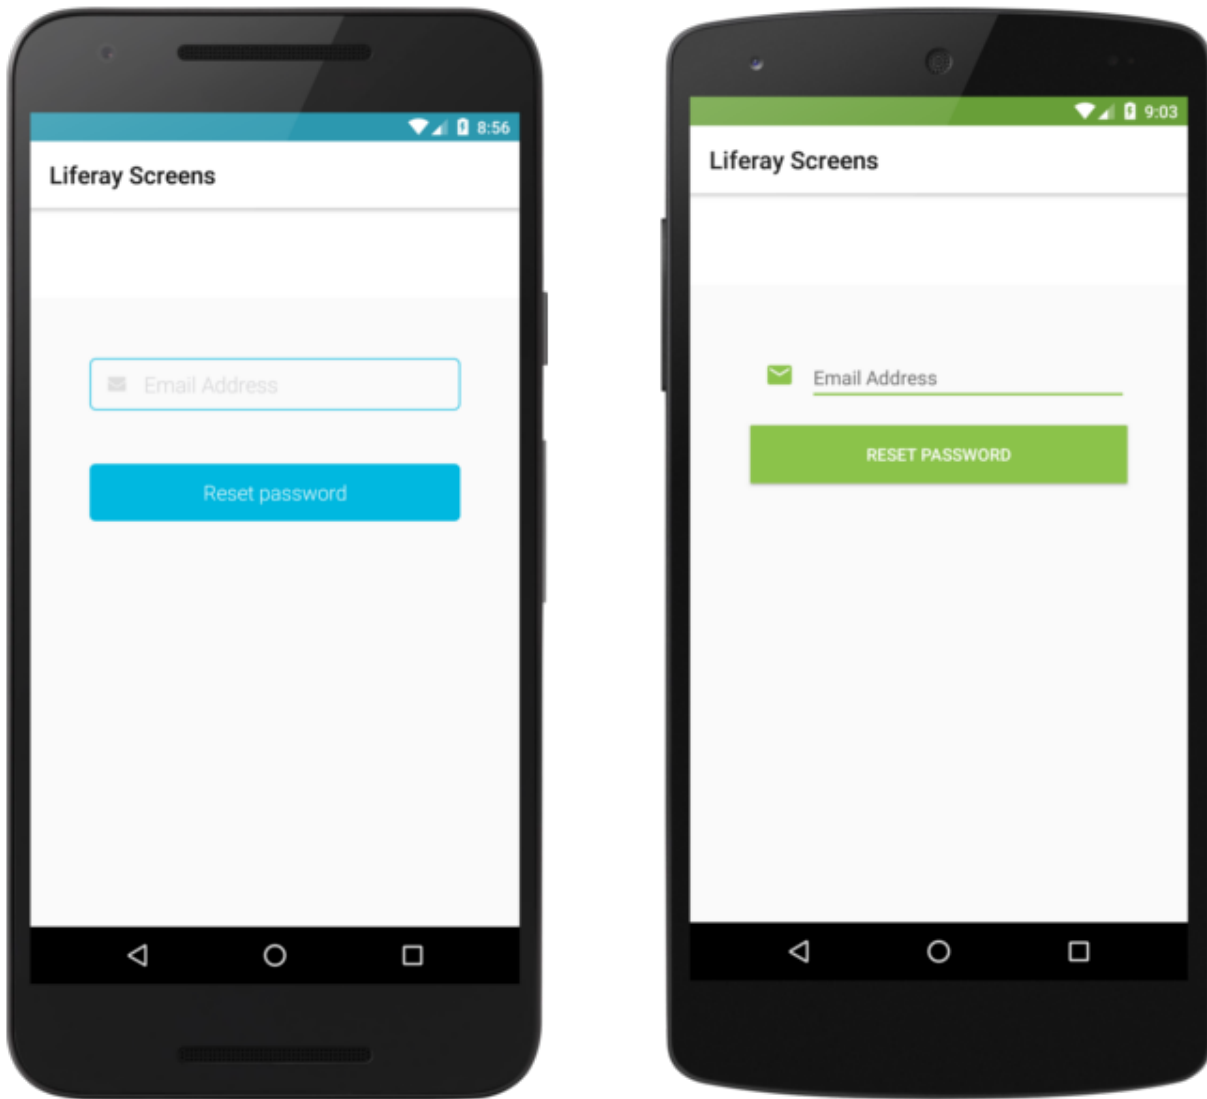 8:56
Liferay Screens
Email Address
Reset password
9:03
Liferay Screens
Email Address
RESET PASSWORD